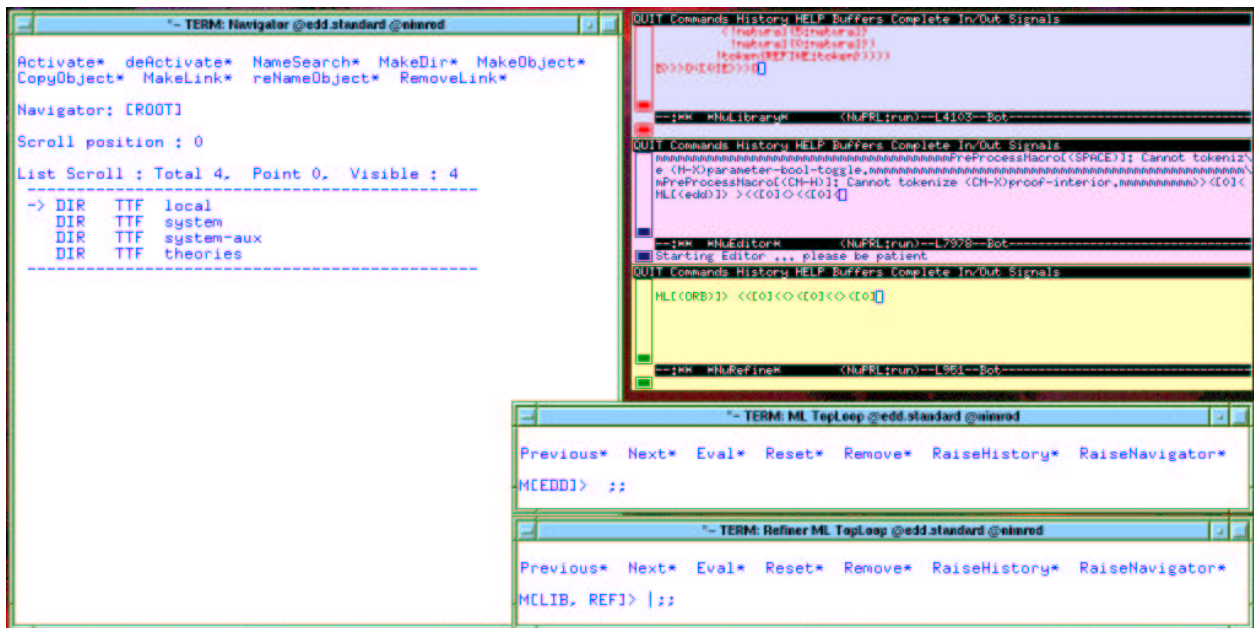 *- TERM: Navigator @edd.standard @nimrod
Activate*  deActivate*  NameSearch*  MakeDir*  MakeObject*
CopyObject*  MakeLink*  reNameObject*  RemoveLink*
Navigator: [ROOT]
Scroll position : 0
List Scroll : Total 4,  Point 0,  Visible : 4
-> DIR  TTF  local
DIR  TTF  system
DIR  TTF  system-aux
DIR  TTF  theories
QUIT Commands History HELP Buffers Complete In/Out Signals
--:**  *NuLibrary*  (NuPRL:run)--L4103--Bot
QUIT Commands History HELP Buffers Complete In/Out Signals
PreProcessMacro[(SPACE)]: Cannot tokeniz\
e (M-X)parameter-bool-toggle.
mPreProcessMacro[(CM-H)]: Cannot tokenize (CM-X)proof-interior.
ML[(edd)]> ><<[0]<><<[0]<
--:**  *NuEditor*  (NuPRL:run)--L7978--Bot
Starting Editor ... please be patient
QUIT Commands History HELP Buffers Complete In/Out Signals
ML[(ORB)]> <<[0]<><[0]<><[0]
--:**  *NuRefine*  (NuPRL:run)--L951--Bot
*- TERM: ML TopLoop @edd.standard @nimrod
Previous*  Next*  Eval*  Reset*  Remove*  RaiseHistory*  RaiseNavigator*
M[EDD]>  ;;
*- TERM: Refiner ML TopLoop @edd.standard @nimrod
Previous*  Next*  Eval*  Reset*  Remove*  RaiseHistory*  RaiseNavigator*
M[LIB, REF]> |;;